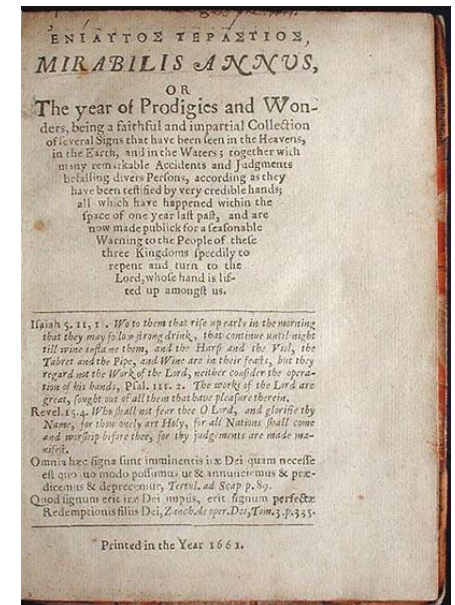 ΕΝΙΑΥΤΟΣ ΤΕΡΑΣΤΙΟΣ,
MIRABILIS ANNUS,
OR
The year of Prodigies and Won-
ders, being a faithful and impartial Collection
of several Signs that have been seen in the Heavens,
in the Earth, and in the Waters; together with
many remarkable Accidents and Judgments
befalling divers Persons, according as they
have been testified by very credible hands;
all which have happened within the
space of one year last past, and are
now made publick for a seasonable
Warning to the People of these
three Kingdoms speedily to
repent and turn to the
Lord, whose hand is lif-
ted up amongst us.
Isaiah 5. 11, Wo to them that rise up early in the morning
that they may follow strong drink, that continue until night
till wine inflame them, and the Harp and the Viol, the
Tabret and the Pipe, and Wine are in their feasts, but they
regard not the Work of the Lord, neither consider the opera-
tion of his hands, Psal. 111. 2. The works of the Lord are
great, sought out of all them that have pleasure therein.
Revel. 15. 4. Who shall not fear thee O Lord, and glorifie thy
Name, for thou onely art Holy, for all Nations shall come
and worship before thee, for thy judgements are made ma-
nifest.
Omnia hæc signa sunt imminentis iræ Dei quam necesse
est quo modo possumus ut & annunciemus & præ-
dicemus & deprecemur, Tertul. ad Scap p. 89.
Quod signum erit iræ Dei impiis, erit signum perfectæ
Redemptionis filiis Dei, Zanch. de oper. Dei, Tom. 3. p. 335.
Printed in the Year 1661.